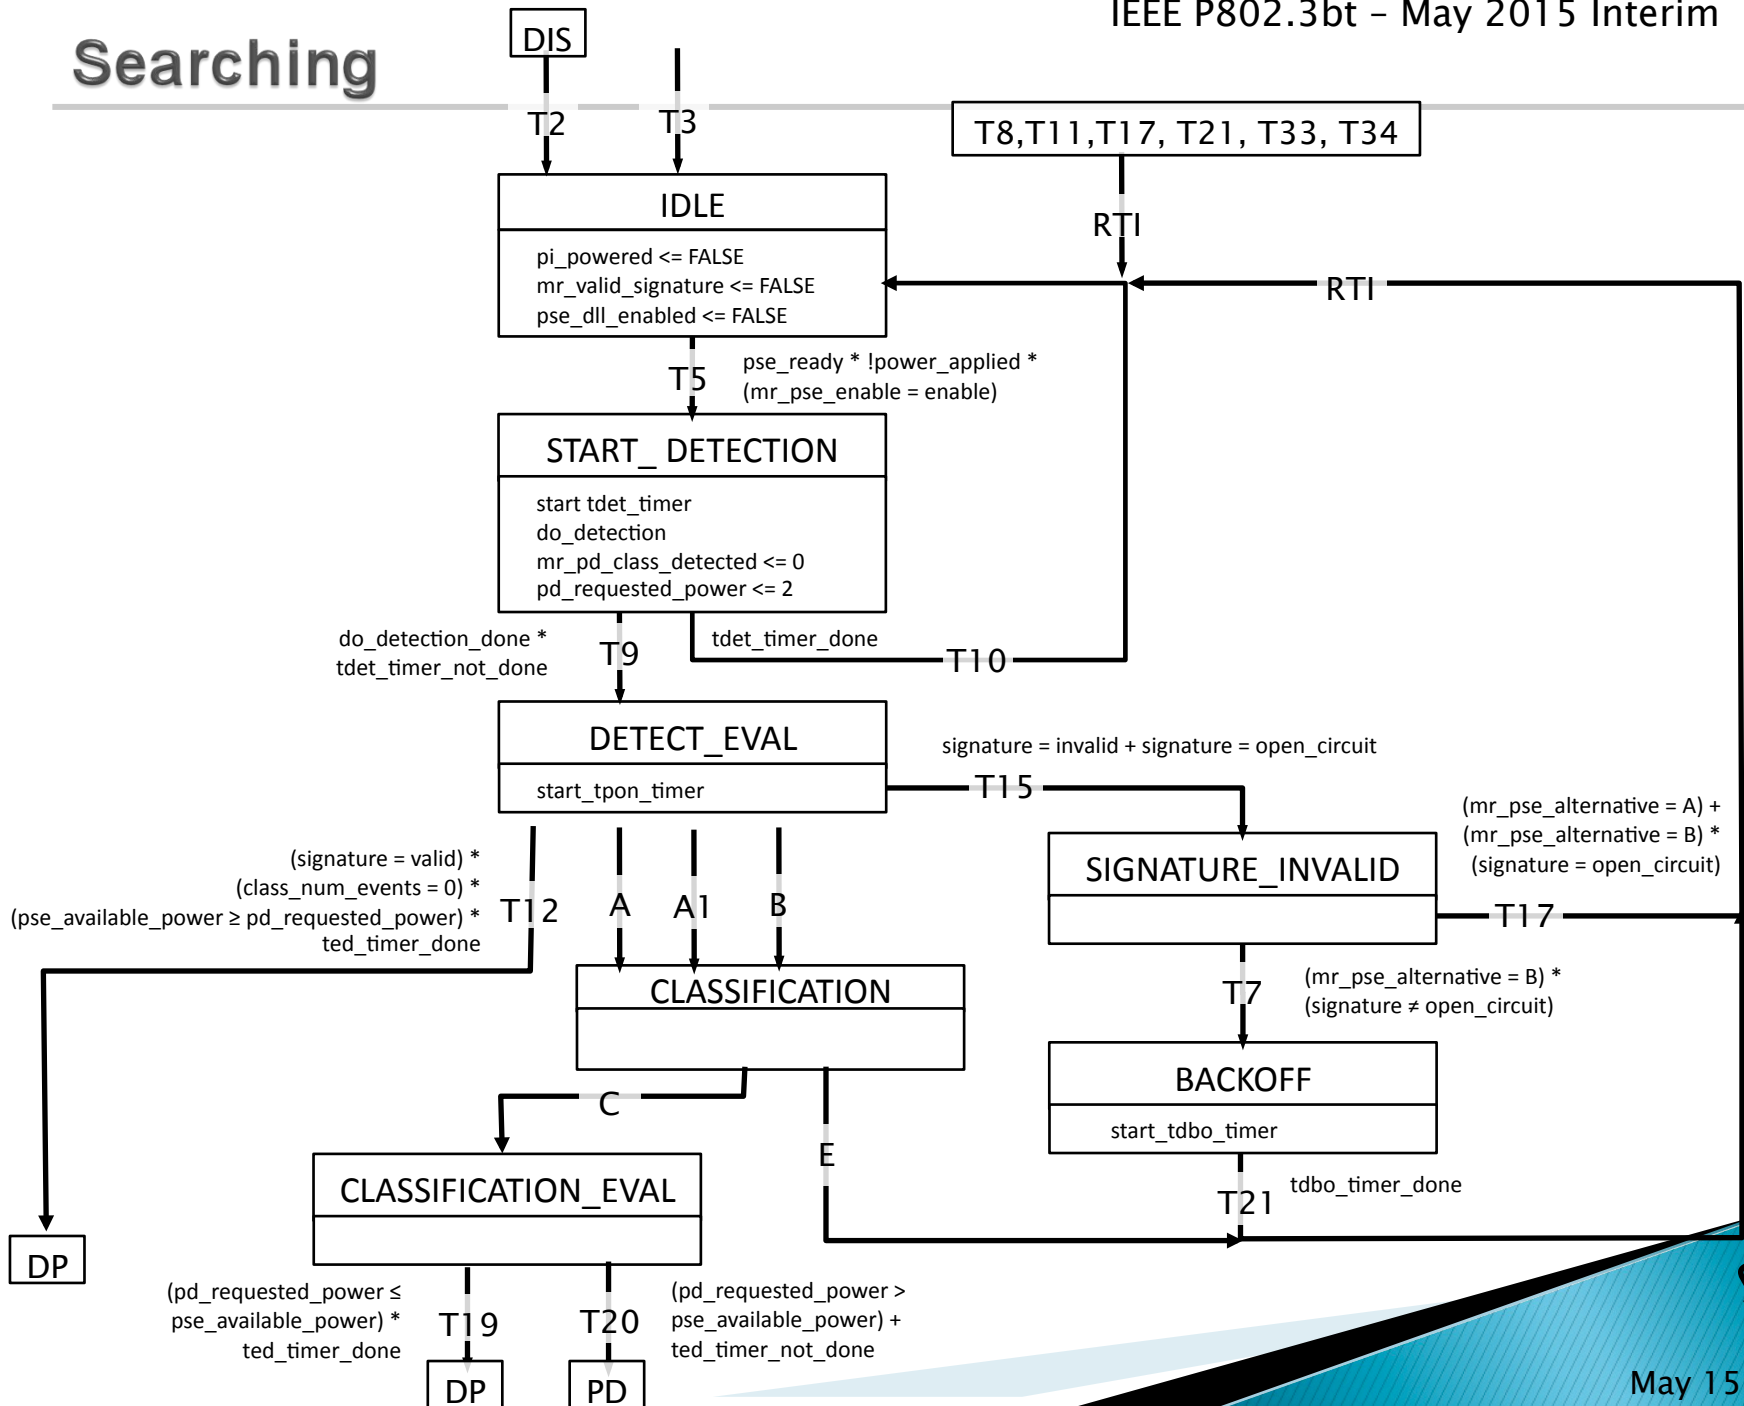 IEEE P802.3bt – May 2015 Interim
Searching
DIS
T2
T3
T8,T11,T17, T21, T33, T34
IDLE
pi_powered <= FALSE
mr_valid_signature <= FALSE
pse_dll_enabled <= FALSE
RTI
RTI
T5
pse_ready * !power_applied *
(mr_pse_enable = enable)
START_ DETECTION
start tdet_timer
do_detection
mr_pd_class_detected <= 0
pd_requested_power <= 2
do_detection_done *
tdet_timer_not_done
T9
tdet_timer_done
T10
DETECT_EVAL
start_tpon_timer
signature = invalid + signature = open_circuit
T15
(signature = valid) *
(class_num_events = 0) *
(pse_available_power ≥ pd_requested_power) *
ted_timer_done
T12
A
A1
B
SIGNATURE_INVALID
(mr_pse_alternative = A) +
(mr_pse_alternative = B) *
(signature = open_circuit)
T17
CLASSIFICATION
T7
(mr_pse_alternative = B) *
(signature ≠ open_circuit)
BACKOFF
start_tdbo_timer
C
E
T21
tdbo_timer_done
CLASSIFICATION_EVAL
DP
(pd_requested_power ≤
pse_available_power) *
ted_timer_done
T19
T20
(pd_requested_power >
pse_available_power) +
ted_timer_not_done
DP
PD
May 15